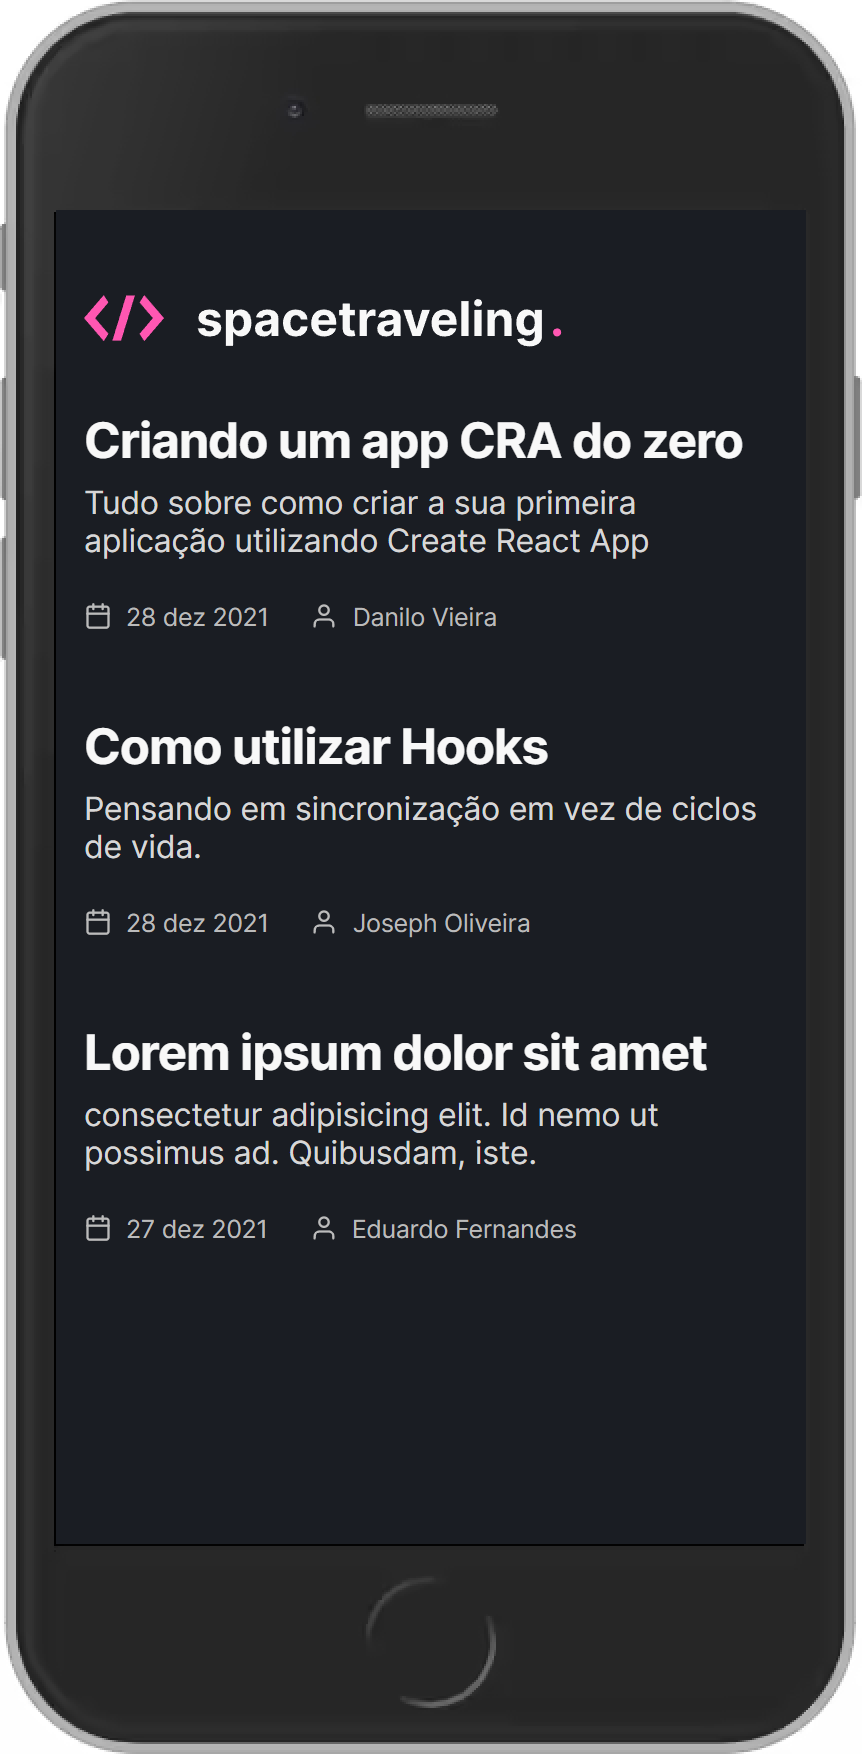 </> spacetraveling.
Criando um app CRA do zero
Tudo sobre como criar a sua primeira
aplicação utilizando Create React App
28 dez 2021 Danilo Vieira
Como utilizar Hooks
Pensando em sincronização em vez de ciclos
de vida.
28 dez 2021 Joseph Oliveira
Lorem ipsum dolor sit amet
consectetur adipisicing elit. Id nemo ut
possimus ad. Quibusdam, iste.
27 dez 2021 Eduardo Fernandes